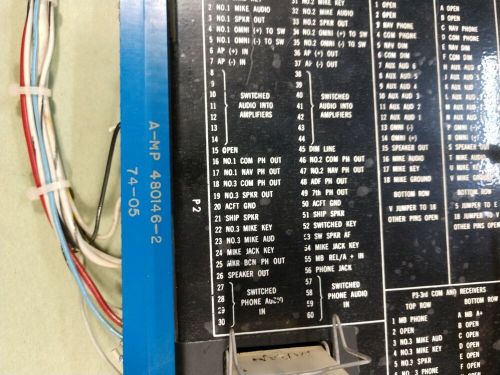 A-MP 480146-2
74-05
P2
2 NO.1 MIKE AUDIO
3 NO.1 SPKR OUT
4 NO.1 OMNI (+) TO SW
5 NO.1 OMNI (-) TO SW
6 AP (+) IN
7 AP (-) IN
8
9
10
11
12
13
14
SWITCHED
AUDIO INTO
AMPLIFIERS
15 OPEN
16 NO.1 COM PH OUT
17 NO.1 NAV PH OUT
18 NO.3 COM PH OUT
19 NO.3 SPKR OUT
20 ACFT GND
21 SHIP SPKR
22 NO.3 MIKE KEY
23 NO.3 MIKE AUD
24 MIKE JACK KEY
25 MKR BCN PH OUT
26 SPEAKER OUT
27
28
29
30
SWITCHED
PHONE AUDIO
IN
31 NO.2 MIKE KEY
32 NO.2 MIKE AUDIO
33 NO.2 SPKR OUT
34 NO.2 OMNI (+) TO SW
35 NO.2 OMNI (-) TO SW
36 AP (+) OUT
37 AP (-) OUT
38
39
40
41
42
43
44
SWITCHED
AUDIO INTO
AMPLIFIERS
45 DIM LINE
46 NO.2 COM PH OUT
47 NO.2 NAV PH OUT
48 ADF PH OUT
49 7th PH OUT
50 ACFT GND
51 SHIP SPKR
52 SWITCHED KEY
53 SW SPKR AF
54 MIKE JACK KEY
55 MB REL/A + IN
56 PHONE JACK
57
58
59
60
SWITCHED
PHONE AUDIO
IN
1 OPEN
2 OPEN
3 NAV PHONE
4 COM PHONE
5 NAV DIM
6 COM DIM
7 AUX AUD 6
8 AUX AUD 5
9 AUX AUD 4
10 AUX AUD 3
11 AUX AUD 2
12 AUX AUD 1
13 OMNI (-)
14 OMNI (+)
15 SPEAKER OUT
16 MIKE AUDIO
17 MIKE KEY
18 MIKE GROUND
BOTTOM ROW
V JUMPER TO 18
OTHER PINS OPEN
A OPEN
B OPEN
C NAV PHONE
D COM PHONE
E NAV DIM
F COM DIM
BOTTOM ROW
5 JUMPER TO E
OTHER PINS OPEN
P3-3rd COM AND RECEIVERS
TOP ROW
BOTTOM ROW
1 MB PHONE
2 OPEN
3 NO.3 MIKE AUD
4 NO.3 MIKE KEY
A MB A+
B OPEN
C OPEN
D OPEN